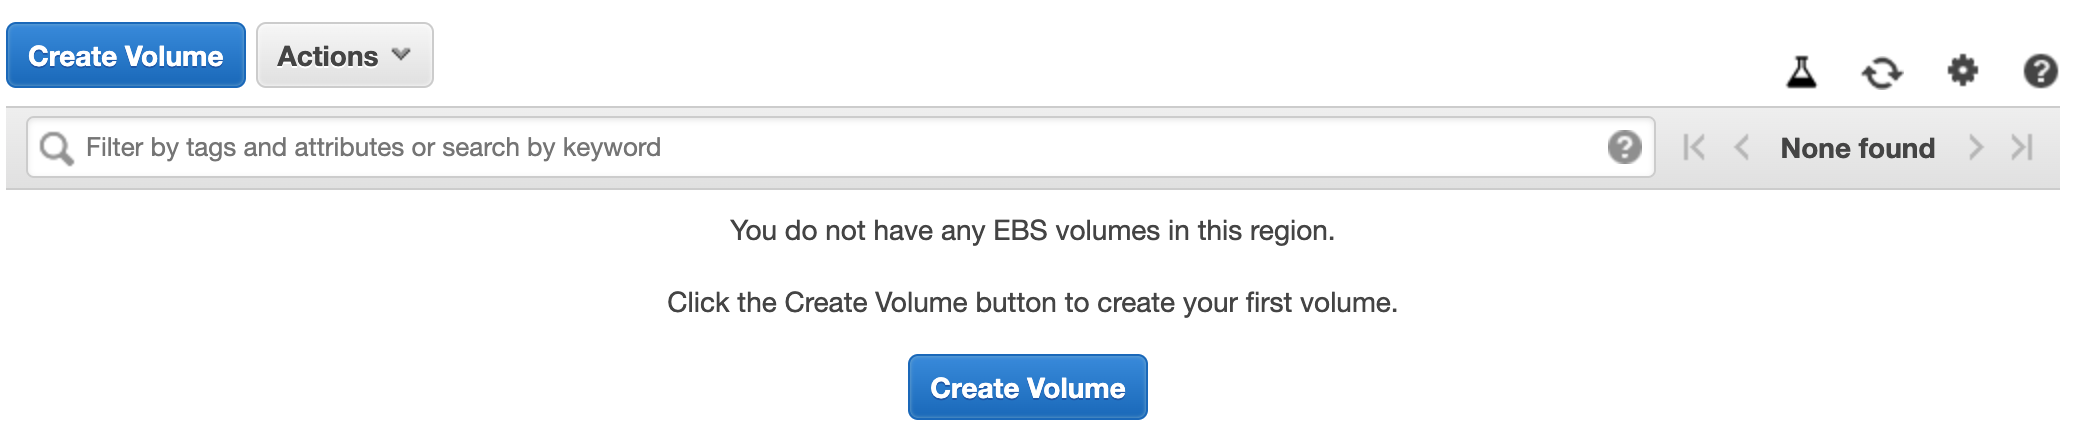 Create Volume
Actions
Filter by tags and attributes or search by keyword
None found
You do not have any EBS volumes in this region.
Click the Create Volume button to create your first volume.
Create Volume